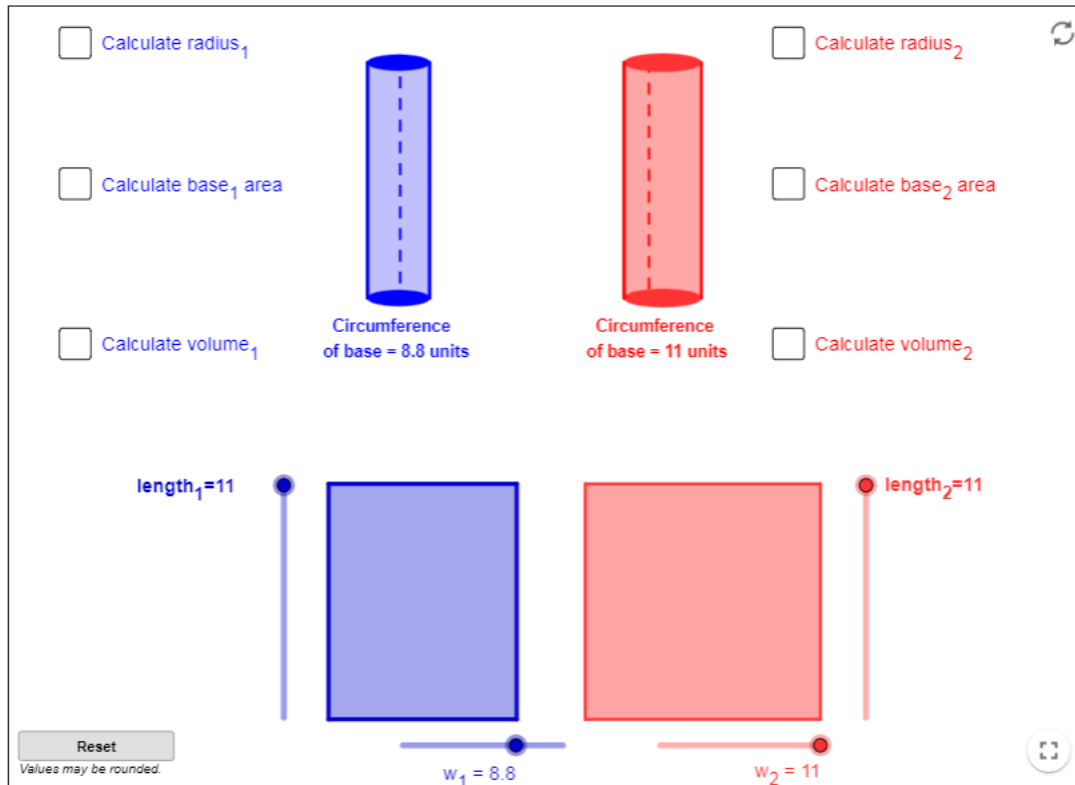 Calculate radius₁
Calculate radius₂
Calculate base₁ area
Calculate base₂ area
Circumference
of base = 8.8 units
Circumference
of base = 11 units
Calculate volume₁
Calculate volume₂
length₁=11
length₂=11
Reset
Values may be rounded.
w₁ = 8.8
w₂ = 11